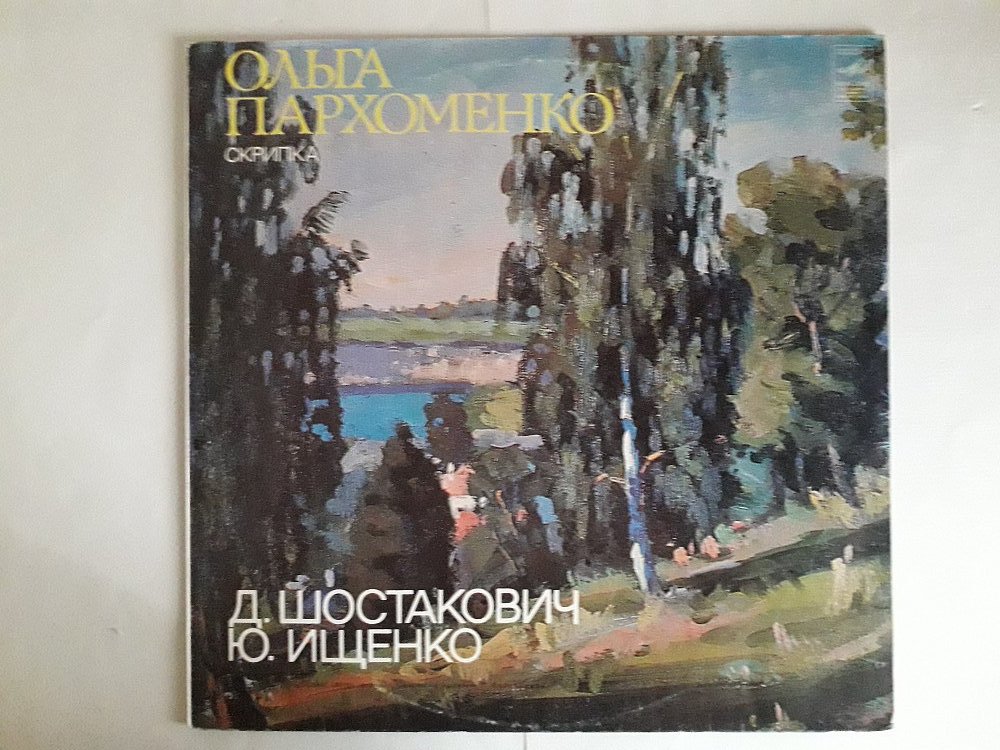 ОЛЬГА
ПАРХОМЕНКО
СКРИПКА
Д. ШОСТАКОВИЧ
Ю. ИЩЕНКО